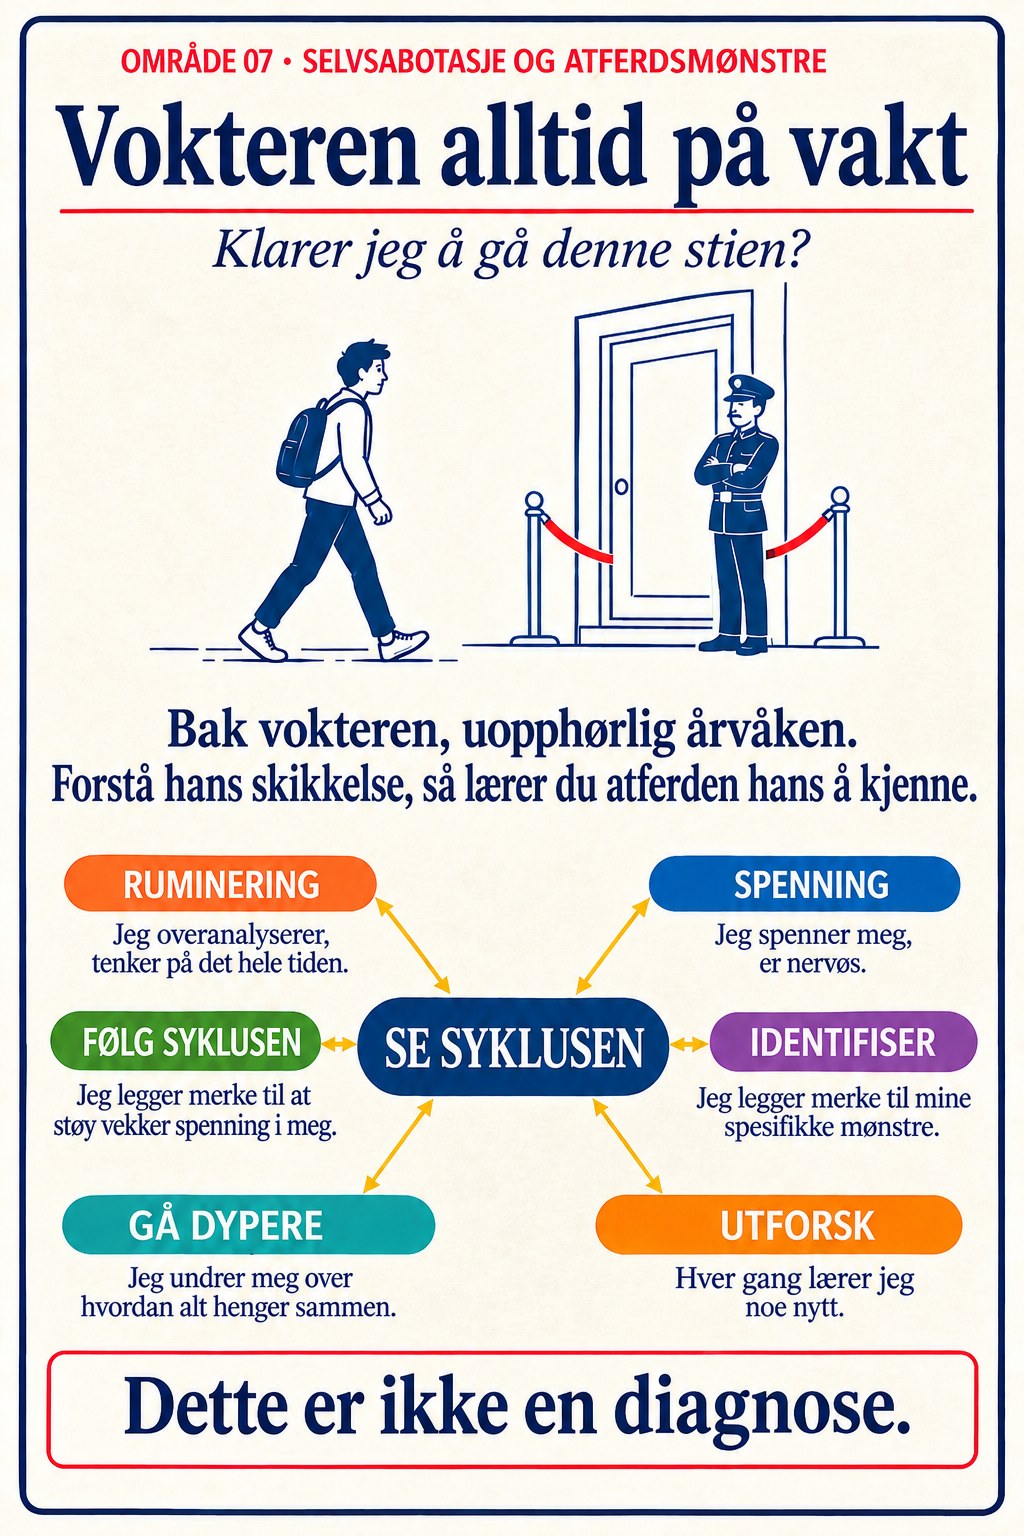 OMRÅDE 07 · SELVSABOTASJE OG ATFERDSMØNSTRE
Vokteren alltid på vakt
Klarer jeg å gå denne stien?
Bak vokteren, uopphørlig årvåken.
Forstå hans skikkelse, så lærer du atferden hans å kjenne.
RUMINERING
Jeg overanalyserer,
tenker på det hele tiden.
SPENNING
Jeg spenner meg,
er nervøs.
FØLG SYKLUSEN
Jeg legger merke til at
støy vekker spenning i meg.
SE SYKLUSEN
IDENTIFISER
Jeg legger merke til mine
spesifikke mønstre.
GÅ DYPERE
Jeg undrer meg over
hvordan alt henger sammen.
UTFORSK
Hver gang lærer jeg
noe nytt.
Dette er ikke en diagnose.